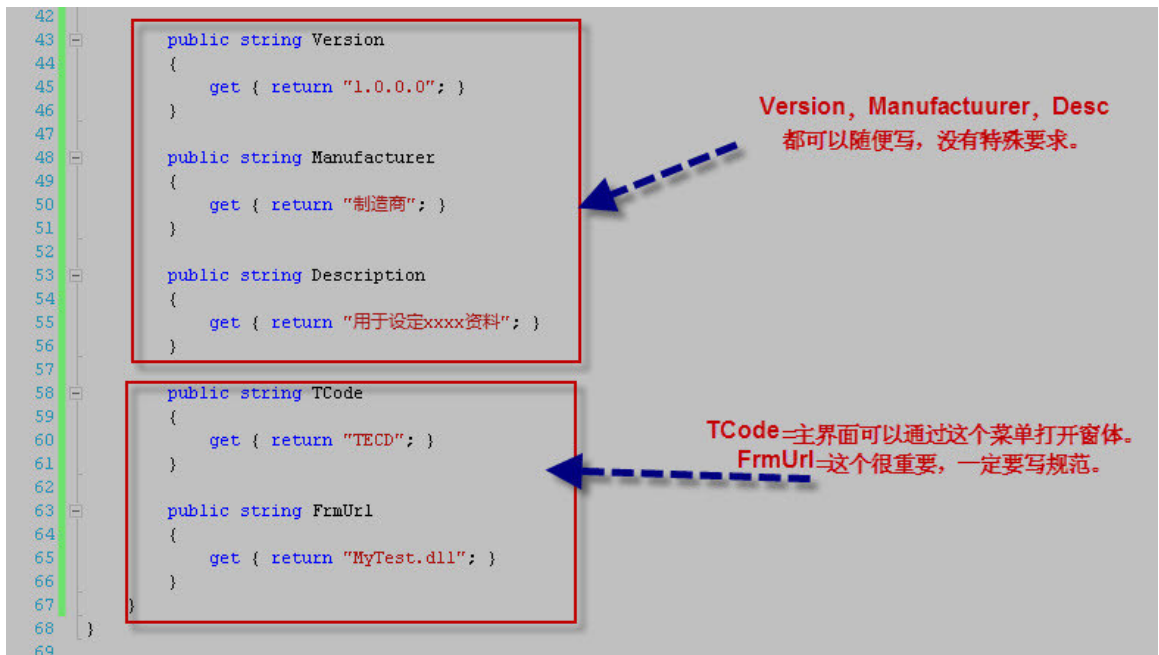 42
43 public string Version
44 {
45 get { return "1.0.0.0"; }
46 }
47
48 public string Manufacturer
49 {
50 get { return "制造商"; }
51 }
52
53 public string Description
54 {
55 get { return "用于设定xxxx资料"; }
56 }
57
58 public string TCode
59 {
60 get { return "TECD"; }
61 }
62
63 public string FrmUrl
64 {
65 get { return "MyTest.dll"; }
66 }
67 }
68 }
69
Version，Manufactuurer，Desc
都可以随便写，没有特殊要求。
TCode=主界面可以通过这个菜单打开窗体。
FrmUrl=这个很重要，一定要写规范。